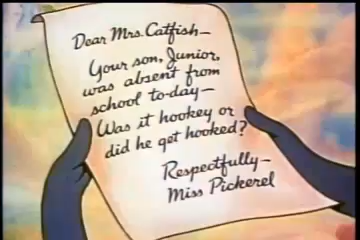 Dear Mrs. Catfish—
Your son, Junior,
was absent from
school to-day—
Was it hookey or
did he get hooked?
Respectfully—
Miss Pickerel